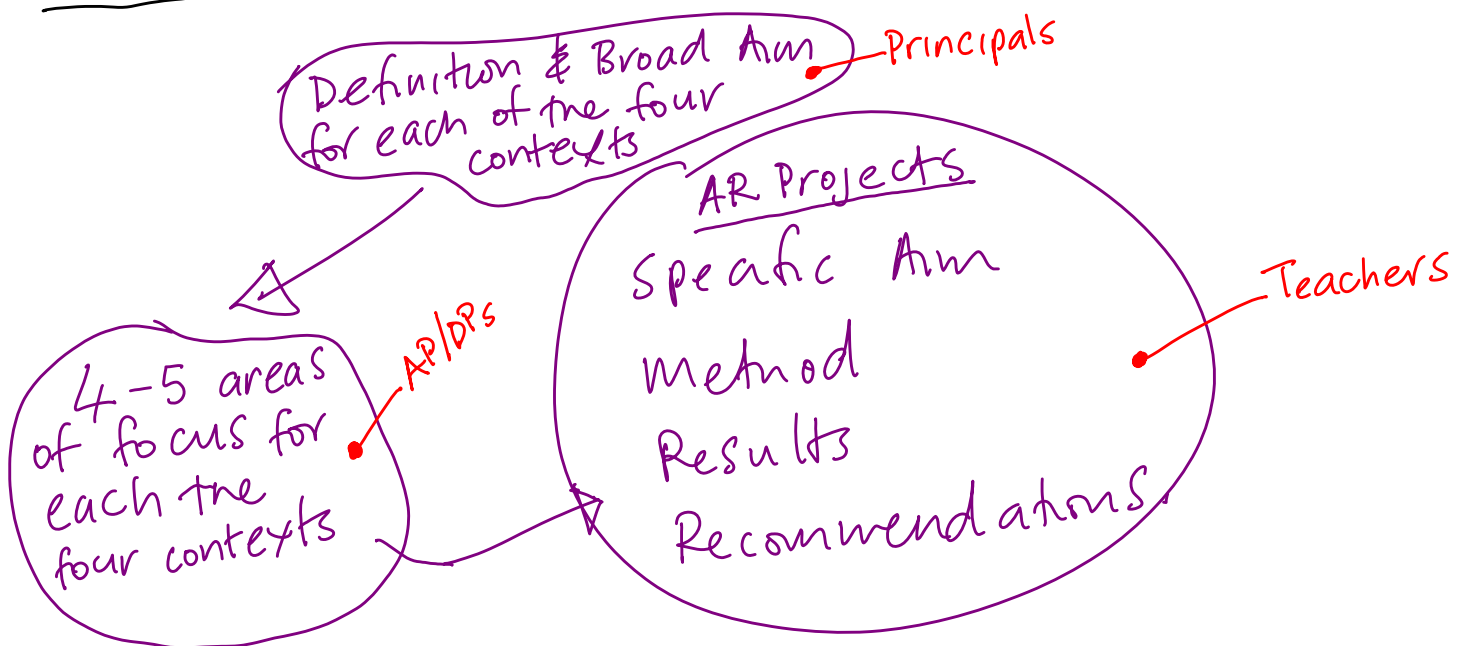 Definition & Broad Aim
for each of the four
contexts
Principals
AR Projects
Specific Aim
Method
Results
Recommendations.
Teachers
4-5 areas
of focus for
each the
four contexts
AP/DPs